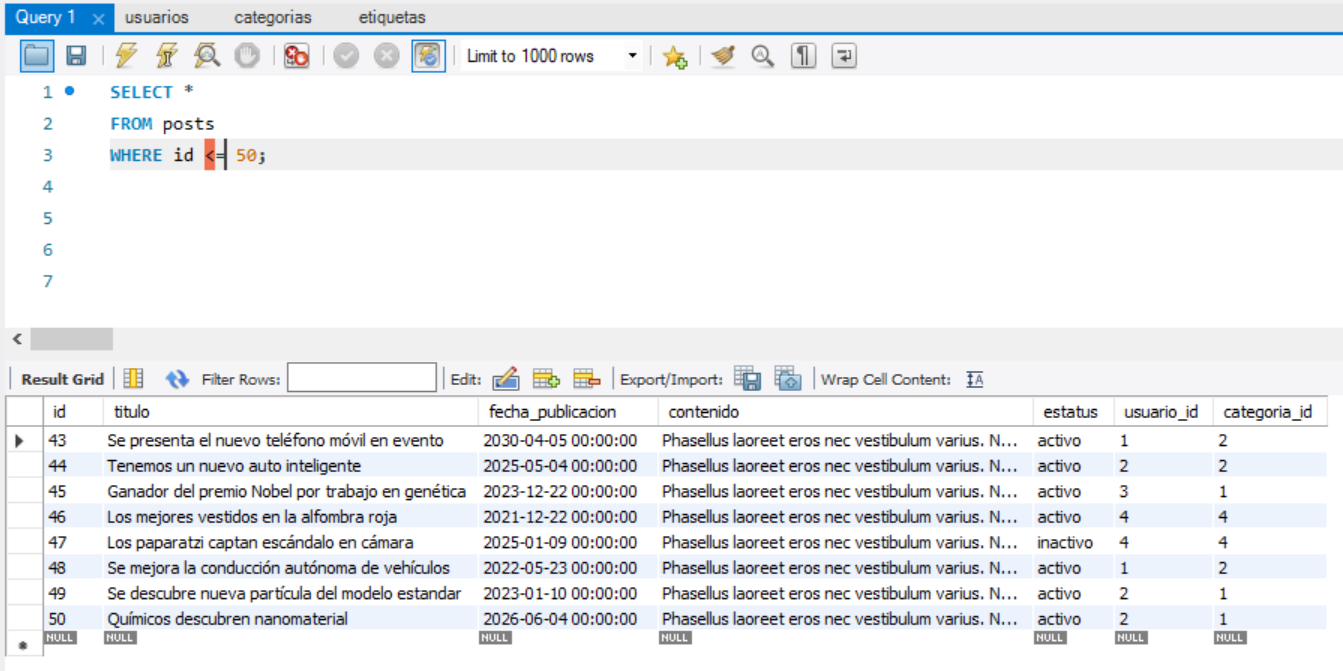 Query 1 × usuarios categorias etiquetas
Limit to 1000 rows
1 SELECT *
2 FROM posts
3 WHERE id <= 50;
4
5
6
7
Result Grid Filter Rows: Edit: Export/Import: Wrap Cell Content:
id titulo fecha_publicacion contenido estatus usuario_id categoria_id
43 Se presenta el nuevo teléfono móvil en evento 2030-04-05 00:00:00 Phasellus laoreet eros nec vestibulum varius. N... activo 1 2
44 Tenemos un nuevo auto inteligente 2025-05-04 00:00:00 Phasellus laoreet eros nec vestibulum varius. N... activo 2 2
45 Ganador del premio Nobel por trabajo en genética 2023-12-22 00:00:00 Phasellus laoreet eros nec vestibulum varius. N... activo 3 1
46 Los mejores vestidos en la alfombra roja 2021-12-22 00:00:00 Phasellus laoreet eros nec vestibulum varius. N... activo 4 4
47 Los paparatzi captan escándalo en cámara 2025-01-09 00:00:00 Phasellus laoreet eros nec vestibulum varius. N... inactivo 4 4
48 Se mejora la conducción autónoma de vehículos 2022-05-23 00:00:00 Phasellus laoreet eros nec vestibulum varius. N... activo 1 2
49 Se descubre nueva partícula del modelo estandar 2023-01-10 00:00:00 Phasellus laoreet eros nec vestibulum varius. N... activo 2 1
50 Químicos descubren nanomaterial 2026-06-04 00:00:00 Phasellus laoreet eros nec vestibulum varius. N... activo 2 1
NULL NULL NULL NULL NULL NULL NULL